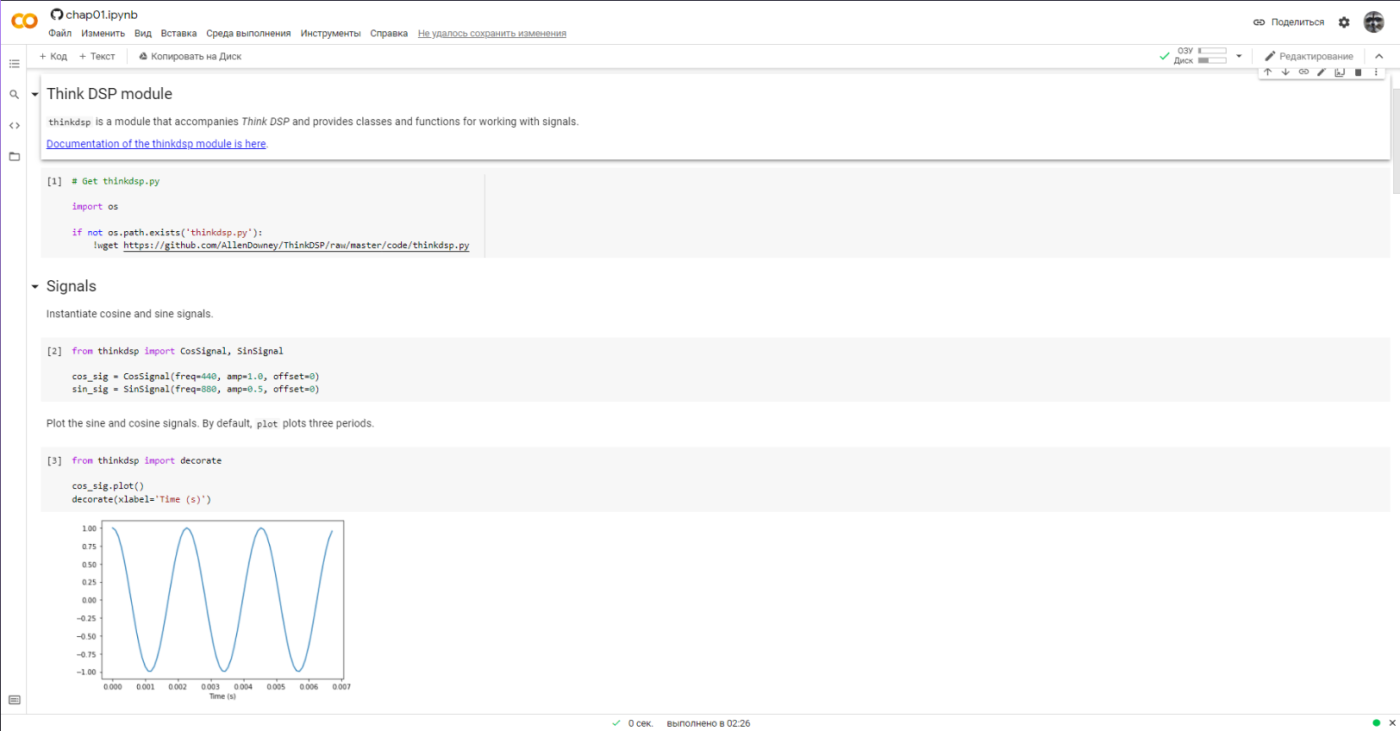 chap01.ipynb
Файл Изменить Вид Вставка Среда выполнения Инструменты Справка Не удалось сохранить изменения
Поделиться
+ Код + Текст Копировать на Диск
ОЗУ
Диск
Редактирование
Think DSP module
thinkdsp is a module that accompanies Think DSP and provides classes and functions for working with signals.
Documentation of the thinkdsp module is here.
[1] # Get thinkdsp.py
import os
if not os.path.exists('thinkdsp.py'):
!wget https://github.com/AllenDowney/ThinkDSP/raw/master/code/thinkdsp.py
Signals
Instantiate cosine and sine signals.
[2] from thinkdsp import CosSignal, SinSignal
cos_sig = CosSignal(freq=440, amp=1.0, offset=0)
sin_sig = SinSignal(freq=880, amp=0.5, offset=0)
Plot the sine and cosine signals. By default, plot plots three periods.
[3] from thinkdsp import decorate
cos_sig.plot()
decorate(xlabel='Time (s)')
1.00
0.75
0.50
0.25
0.00
−0.25
−0.50
−0.75
−1.00
0.000 0.001 0.002 0.003 0.004 0.005 0.006 0.007
Time (s)
0 сек. выполнено в 02:26